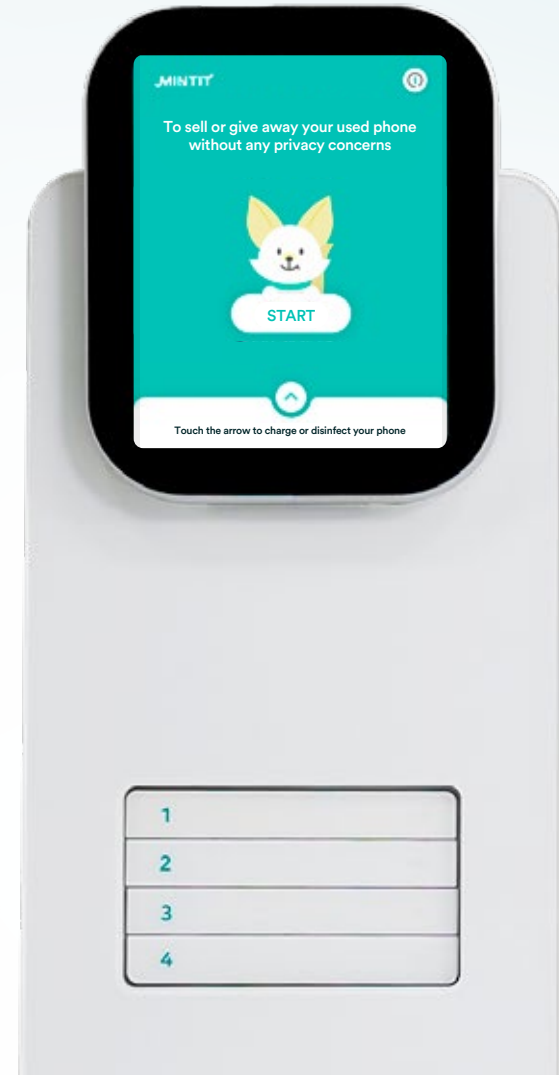 MINTIT
To sell or give away your used phone
without any privacy concerns
START
Touch the arrow to charge or disinfect your phone
1
2
3
4